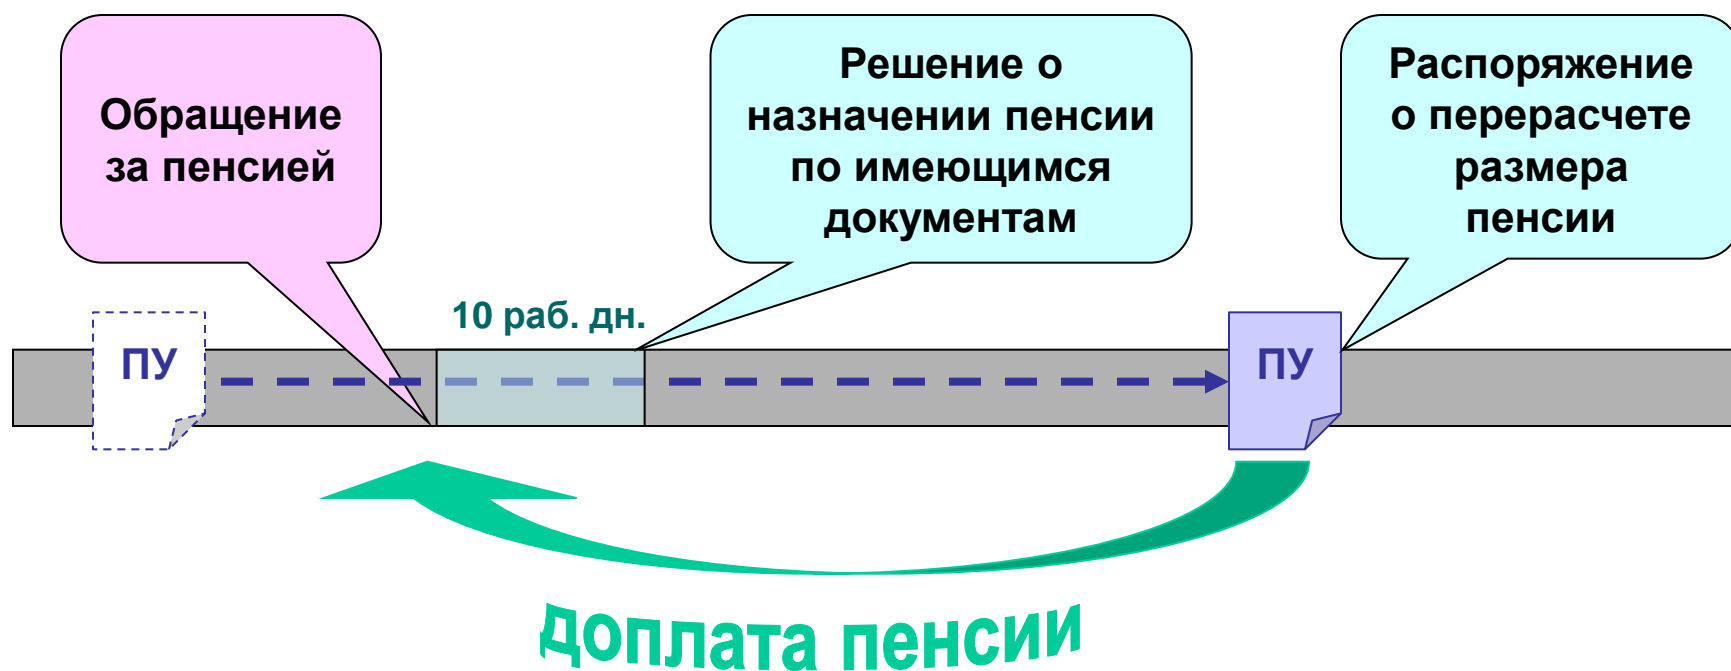 Обращение
за пенсией
Решение о
назначении пенсии
по имеющимся
документам
Распоряжение
о перерасчете
размера
пенсии
10 раб. дн.
ПУ
ПУ
доплата пенсии